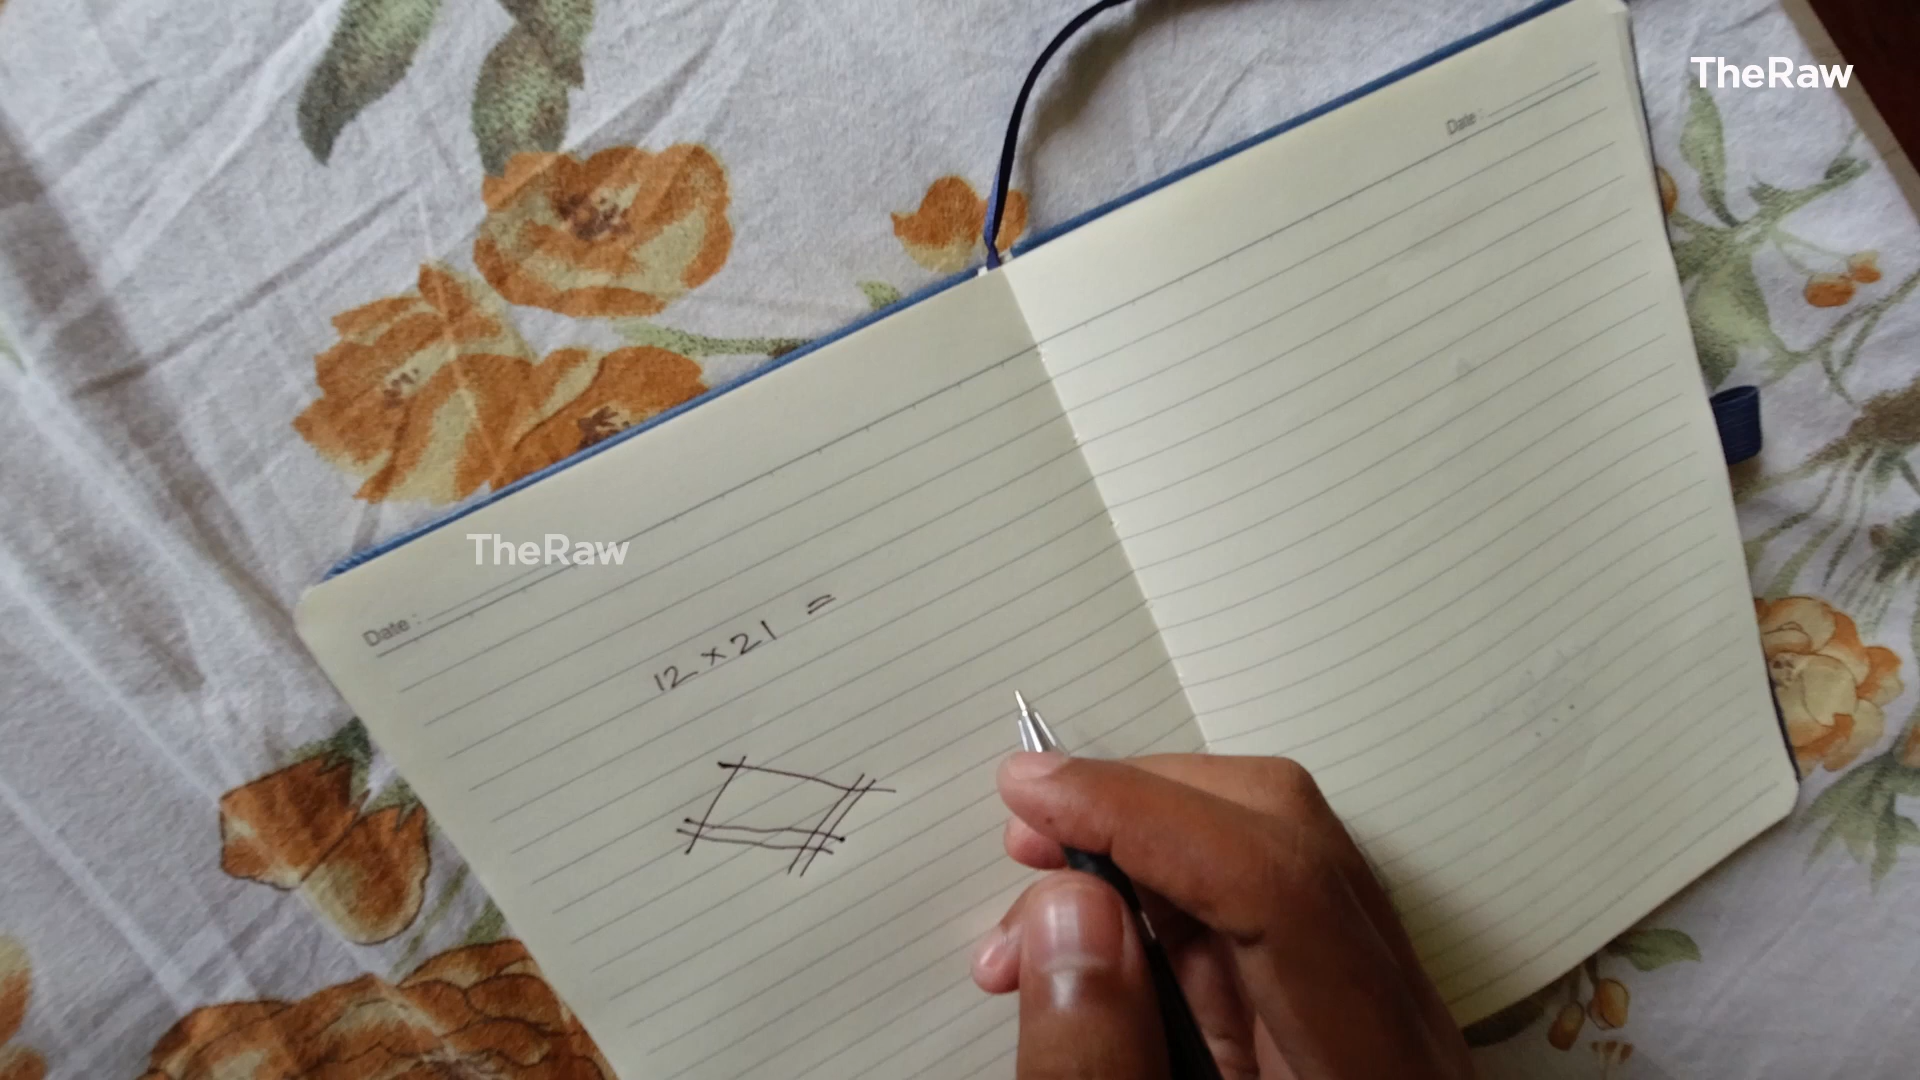 TheRaw
Date :
TheRaw
Date :
12 × 21 =